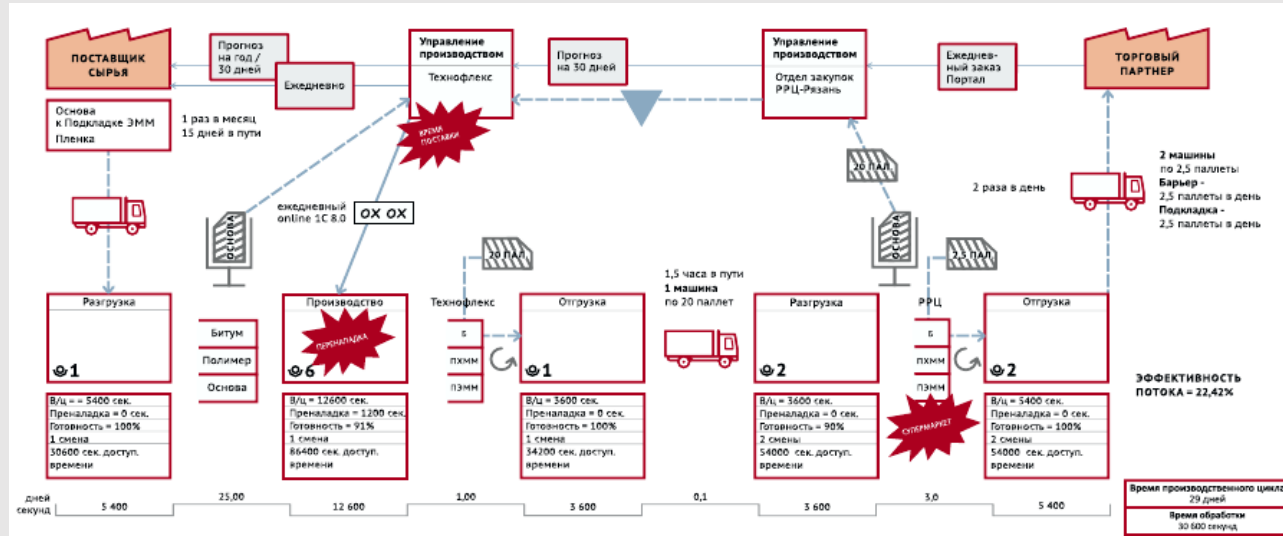 ПОСТАВЩИК
СЫРЬЯ
Прогноз
на год /
30 дней
Ежедневно
Управление
производством
Технофлекс
ВРЕМЯ
ПОСТАВКИ
Прогноз
на 30 дней
Управление
производством
Отдел закупок
РРЦ-Рязань
Ежеднев-
ный заказ
Портал
ТОРГОВЫЙ
ПАРТНЕР
Основа
к Подкладке ЭММ
Пленка
1 раз в месяц
15 дней в пути
ОСНОВА
ежедневный
online 1С 8.0
OX OX
20 ПАЛ
1,5 часа в пути
1 машина
по 20 паллет
20 ПАЛ
ОСНОВА
2,5 ПАЛ
2 раза в день
2 машины
по 2,5 паллеты
Барьер -
2,5 паллеты в день
Подкладка -
2,5 паллеты в день
Разгрузка
1
Битум
Полимер
Основа
Производство
ПЕРЕНАЛАДКА
6
Технофлекс
Б
ПХММ
ПЭММ
Отгрузка
1
Разгрузка
2
РРЦ
Б
ПХММ
ПЭММ
СУПЕРМАРКЕТ
Отгрузка
2
ЭФФЕКТИВНОСТЬ
ПОТОКА = 22,42%
В/ц = = 5400 сек.
Преналадка = 0 сек.
Готовность = 100%
1 смена
30600 сек. доступ.
времени
В/ц = 12600 сек.
Преналадка = 1200 сек.
Готовность = 91%
1 смена
86400 сек. доступ.
времени
В/ц = 3600 сек.
Преналадка = 0 сек.
Готовность = 100%
1 смена
34200 сек. доступ.
времени
В/ц = 3600 сек.
Преналадка = 0 сек.
Готовность = 90%
2 смены
54000 сек. доступ.
времени
В/ц = 5400 сек.
Преналадка = 0 сек.
Готовность = 100%
2 смены
54000 сек. доступ.
времени
дней
секунд
5 400
25,00
12 600
1,00
3 600
0,1
3 600
3,0
5 400
Время производственного цикла
29 дней
Время обработки
30 600 секунд